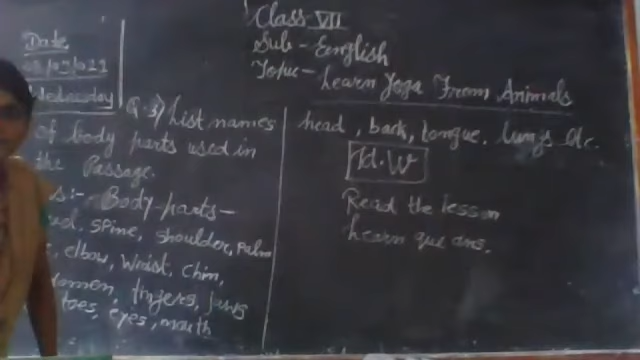 Class VII
Sub - English
Topic - Learn Yoga From Animals
Date
Wednesday
Q.3) List names
of body parts used in
the Passage.
s:- Body parts -
spine, shoulder, Palm
elbow, Wrist, Chin,
fingers, jaws
toes, eyes, mouth
head, back, tongue, lungs etc.
H.W
Read the lesson
Learn que ans.